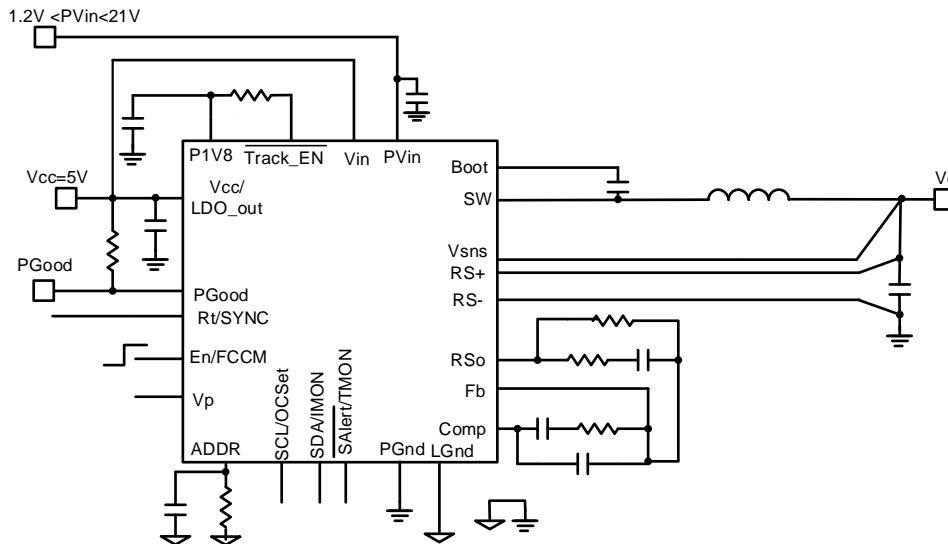 1.2V <PVin<21V
P1V8
Track_EN
Vin
PVin
Boot
Vcc=5V
Vcc/
LDO_out
SW
Vsns
PGood
RS+
PGood
RS-
Rt/SYNC
En/FCCM
RSo
Vp
Fb
SCL/OCSet
SDA/IMON
SAlert/TMON
Comp
ADDR
PGnd
LGnd